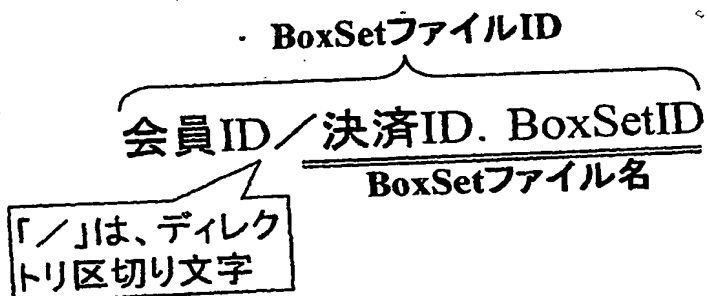 BoxSetファイルID
会員ID／決済ID. BoxSetID
BoxSetファイル名
「／」は、ディレク
トリ区切り文字